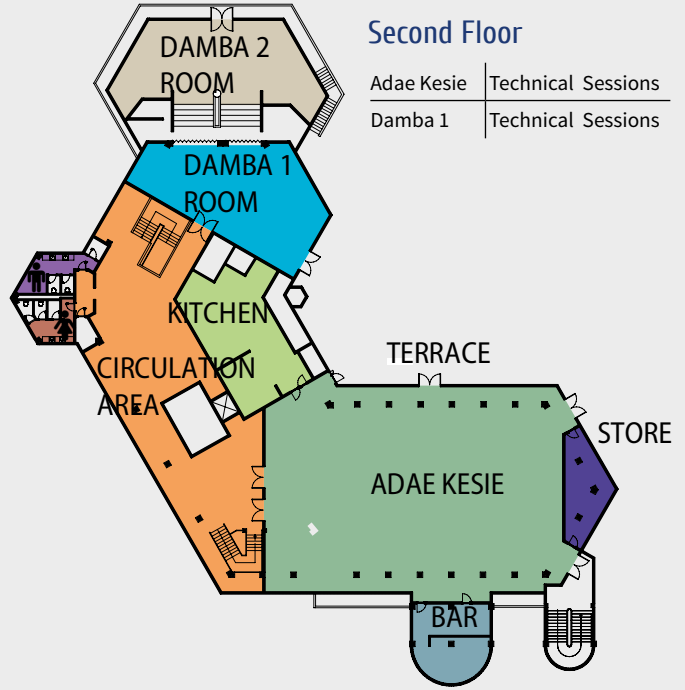 Second Floor
Adae Kesie Technical Sessions
Damba 1 Technical Sessions
DAMBA 2
ROOM
DAMBA 1
ROOM
KITCHEN
CIRCULATION
AREA
TERRACE
STORE
ADAE KESIE
BAR